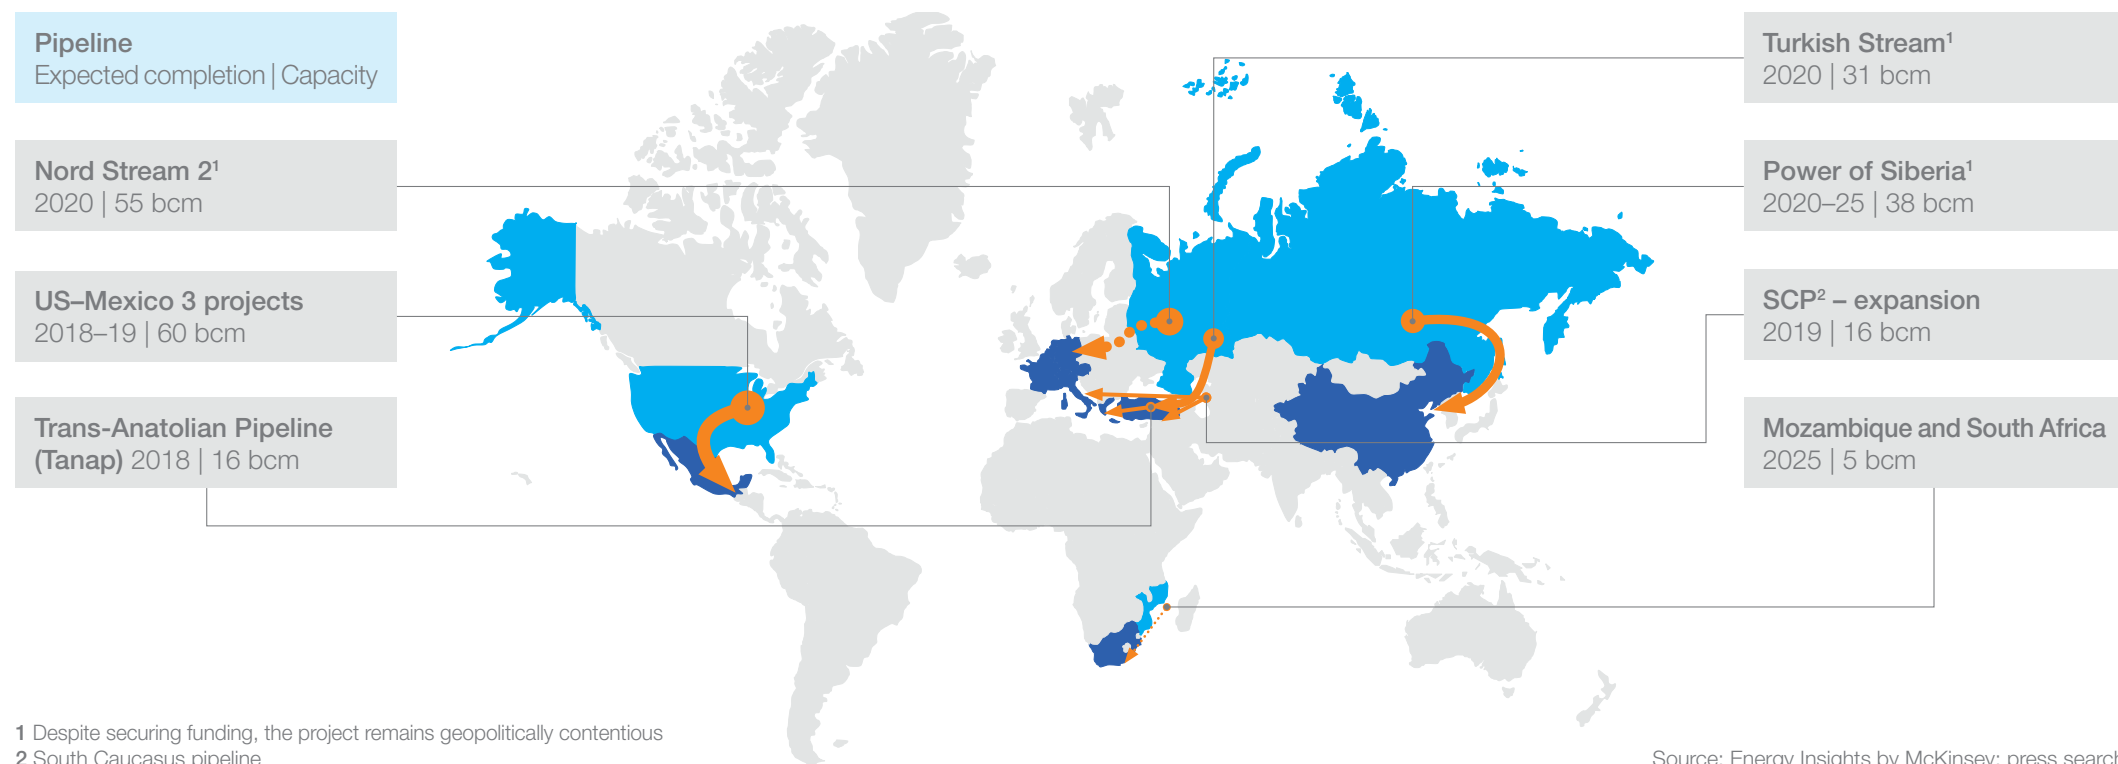 Pipeline
Expected completion | Capacity
Nord Stream 2¹
2020 | 55 bcm
US–Mexico 3 projects
2018–19 | 60 bcm
Trans-Anatolian Pipeline
(Tanap) 2018 | 16 bcm
Turkish Stream¹
2020 | 31 bcm
Power of Siberia¹
2020–25 | 38 bcm
SCP² – expansion
2019 | 16 bcm
Mozambique and South Africa
2025 | 5 bcm
1 Despite securing funding, the project remains geopolitically contentious
2 South Caucasus pipeline
Source: Energy Insights by McKinsey; press search